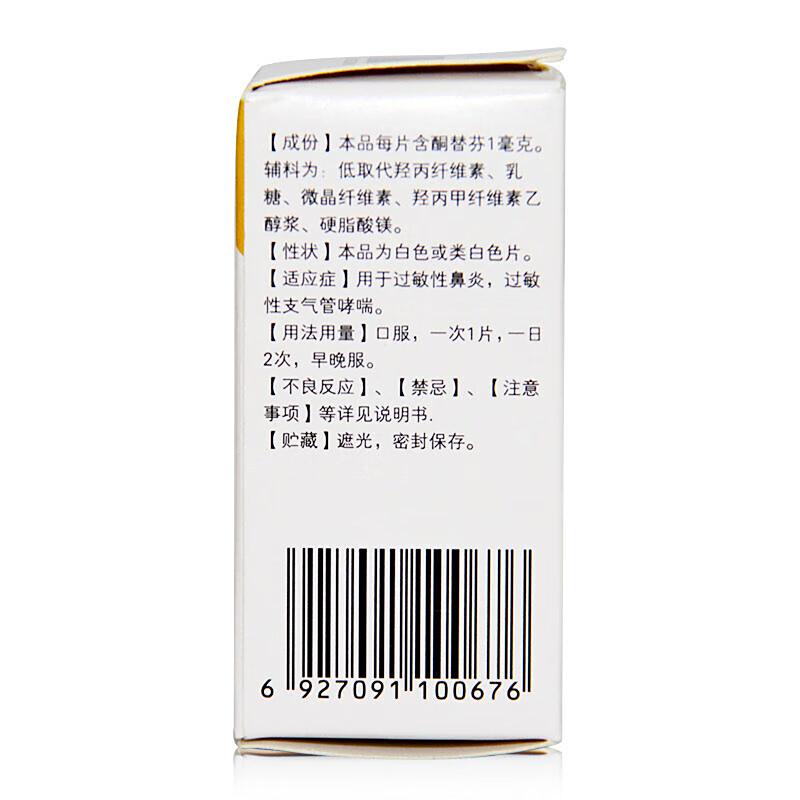 【成份】本品每片含酮替芬1毫克。
辅料为：低取代羟丙纤维素、乳
糖、微晶纤维素、羟丙甲纤维素乙
醇浆、硬脂酸镁。
【性状】本品为白色或类白色片。
【适应症】用于过敏性鼻炎，过敏
性支气管哮喘。
【用法用量】口服，一次1片，一日
2次，早晚服。
【不良反应】、【禁忌】、【注意
事项】等详见说明书.
【贮藏】遮光，密封保存。
6 927091 100676